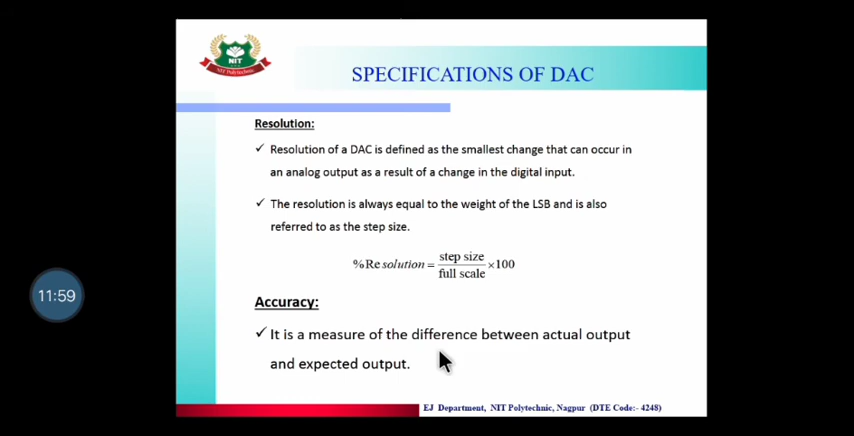 NIT
NIT Polytechnic
SPECIFICATIONS OF DAC
Resolution:
✓ Resolution of a DAC is defined as the smallest change that can occur in
an analog output as a result of a change in the digital input.
✓ The resolution is always equal to the weight of the LSB and is also
referred to as the step size.
%Re solution = step size / full scale ×100
11:59
Accuracy:
✓ It is a measure of the difference between actual output
and expected output.
EJ Department, NIT Polytechnic, Nagpur (DTE Code:- 4248)